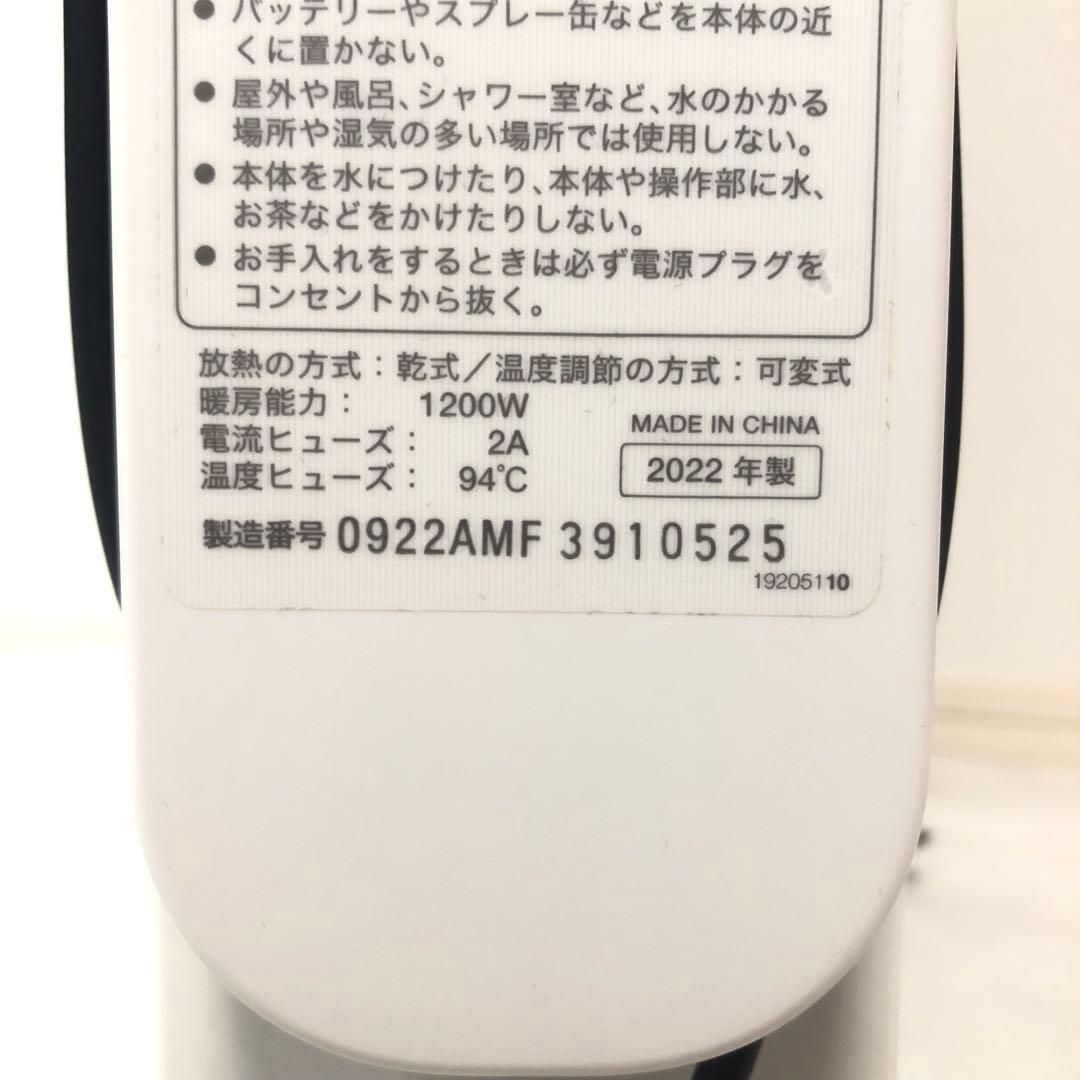 ● バッテリーやスプレー缶などを本体の近
くに置かない。
● 屋外や風呂、シャワー室など、水のかかる
場所や湿気の多い場所では使用しない。
● 本体を水につけたり、本体や操作部に水、
お茶などをかけたりしない。
● お手入れをするときは必ず電源プラグを
コンセントから抜く。
放熱の方式：乾式／温度調節の方式：可変式
暖房能力： 1200W
電流ヒューズ： 2A
温度ヒューズ： 94℃
MADE IN CHINA
2022 年製
製造番号 0922AMF 3910525
19205110